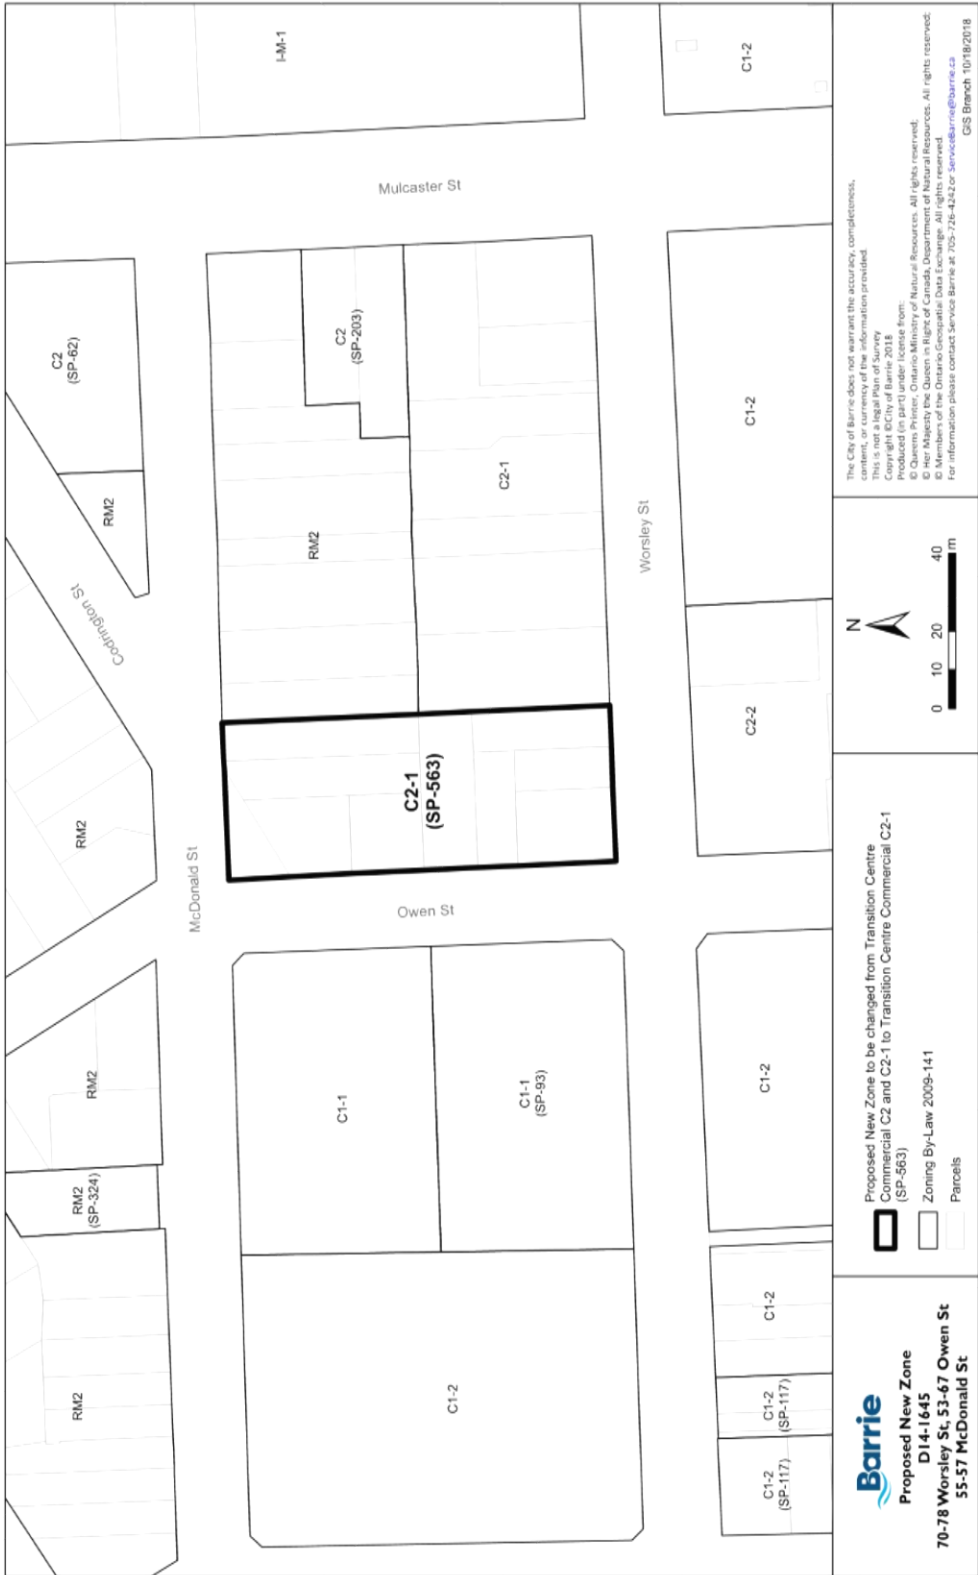 I-M-1
C2
(SP-62)
RM2
Codrington St
RM2
RM2
RM2
(SP-324)
RM2
McDonald St
Mulcaster St
C2
(SP-203)
RM2
C2-1
C2-1
(SP-563)
Owen St
C1-1
C1-1
(SP-93)
C1-2
Worsley St
C1-2
C1-2
C2-2
C1-2
C1-2
C1-2
(SP-117)
C1-2
(SP-117)
Barrie
Proposed New Zone
D14-1645
70-78 Worsley St, 53-67 Owen St
55-57 McDonald St
Proposed New Zone to be changed from Transition Centre
Commercial C2 and C2-1 to Transition Centre Commercial C2-1
(SP-563)
Zoning By-Law 2009-141
Parcels
N
0 10 20 40
m
The City of Barrie does not warrant the accuracy, completeness,
content, or currency of the information provided.
This is not a legal Plan of Survey
Copyright ©City of Barrie 2018
Produced (in part) under license from:
© Queens Printer, Ontario Ministry of Natural Resources. All rights reserved;
© Her Majesty the Queen in Right of Canada, Department of Natural Resources. All rights reserved;
© Members of the Ontario Geospatial Data Exchange. All rights reserved.
For information please contact Service Barrie at 705-726-4242 or ServiceBarrie@barrie.ca
GIS Branch 10/18/2018